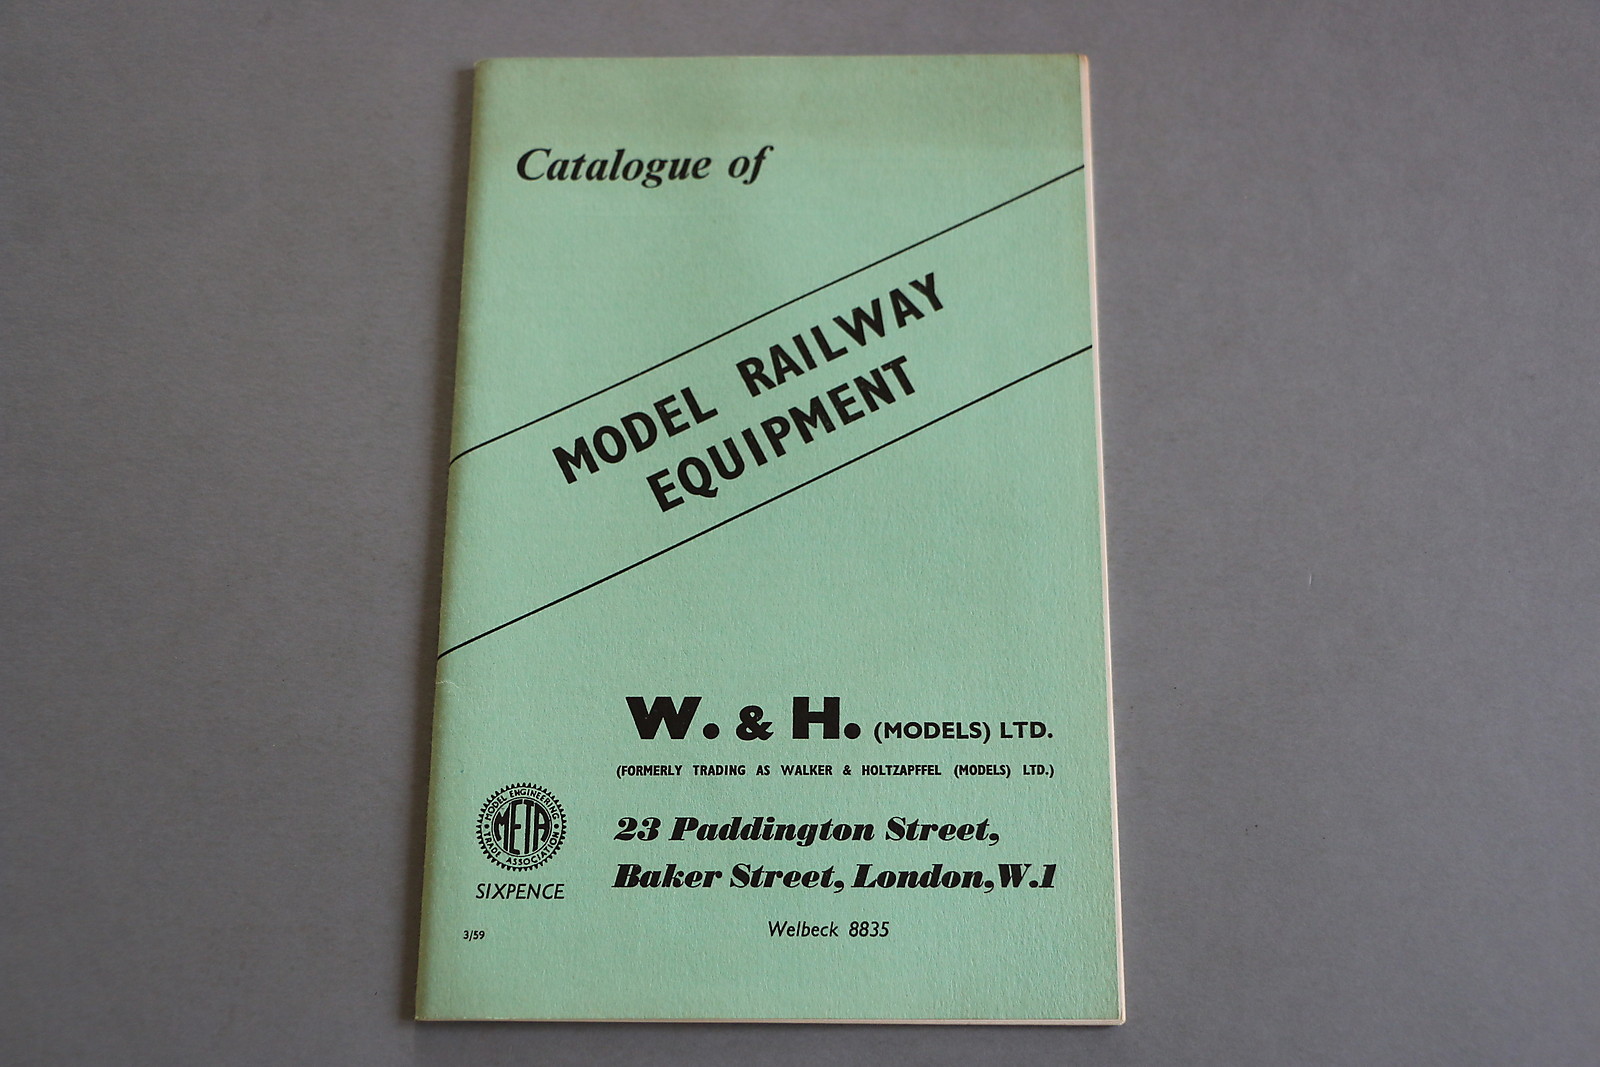 Catalogue of
MODEL RAILWAY
EQUIPMENT
W. & H. (MODELS) LTD.
(FORMERLY TRADING AS WALKER & HOLTZAPFFEL (MODELS) LTD.)
MODEL ENGINEERING
META
TRADE ASSOCIATION
SIXPENCE
23 Paddington Street,
Baker Street, London, W.1
Welbeck 8835
3/59